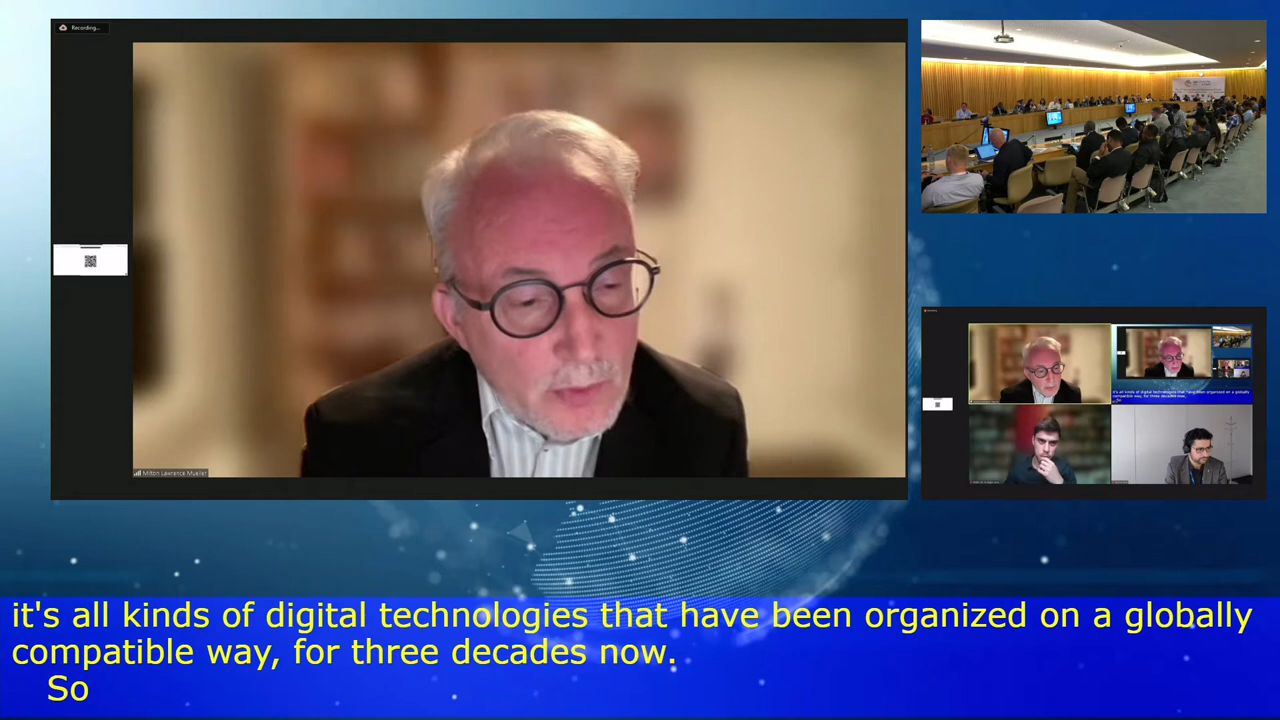 Recording...
Milton Lawrence Mueller
it's all kinds of digital technologies that have been organized on a globally
compatible way, for three decades now.
So